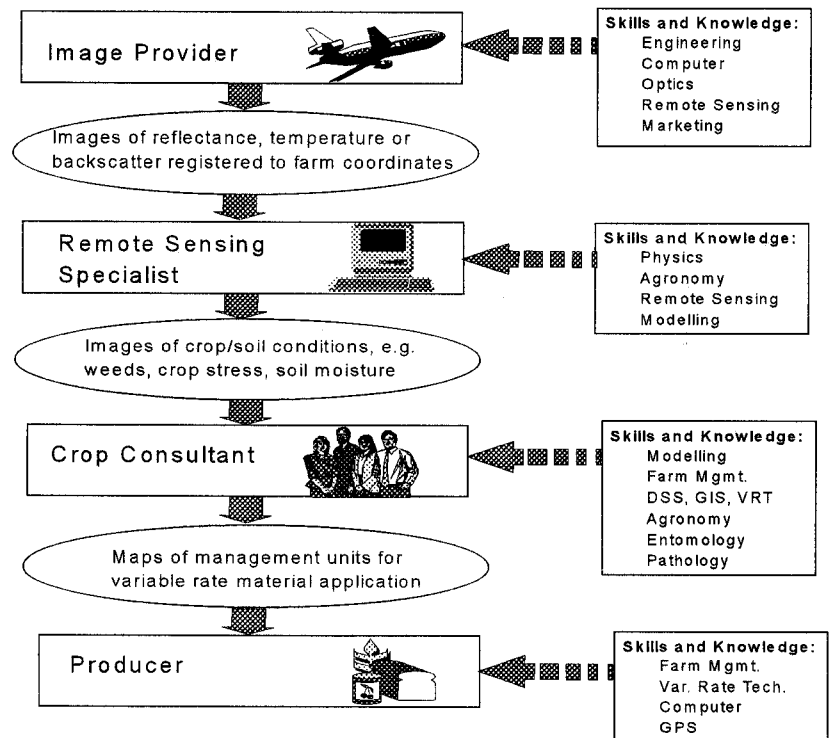 Image Provider
Skills and Knowledge:
Engineering
Computer
Optics
Remote Sensing
Marketing
Images of reflectance, temperature or
backscatter registered to farm coordinates
Remote Sensing
Specialist
Skills and Knowledge:
Physics
Agronomy
Remote Sensing
Modelling
Images of crop/soil conditions, e.g.
weeds, crop stress, soil moisture
Crop Consultant
Skills and Knowledge:
Modelling
Farm Mgmt.
DSS, GIS, VRT
Agronomy
Entomology
Pathology
Maps of management units for
variable rate material application
Producer
Skills and Knowledge:
Farm Mgmt.
Var. Rate Tech.
Computer
GPS